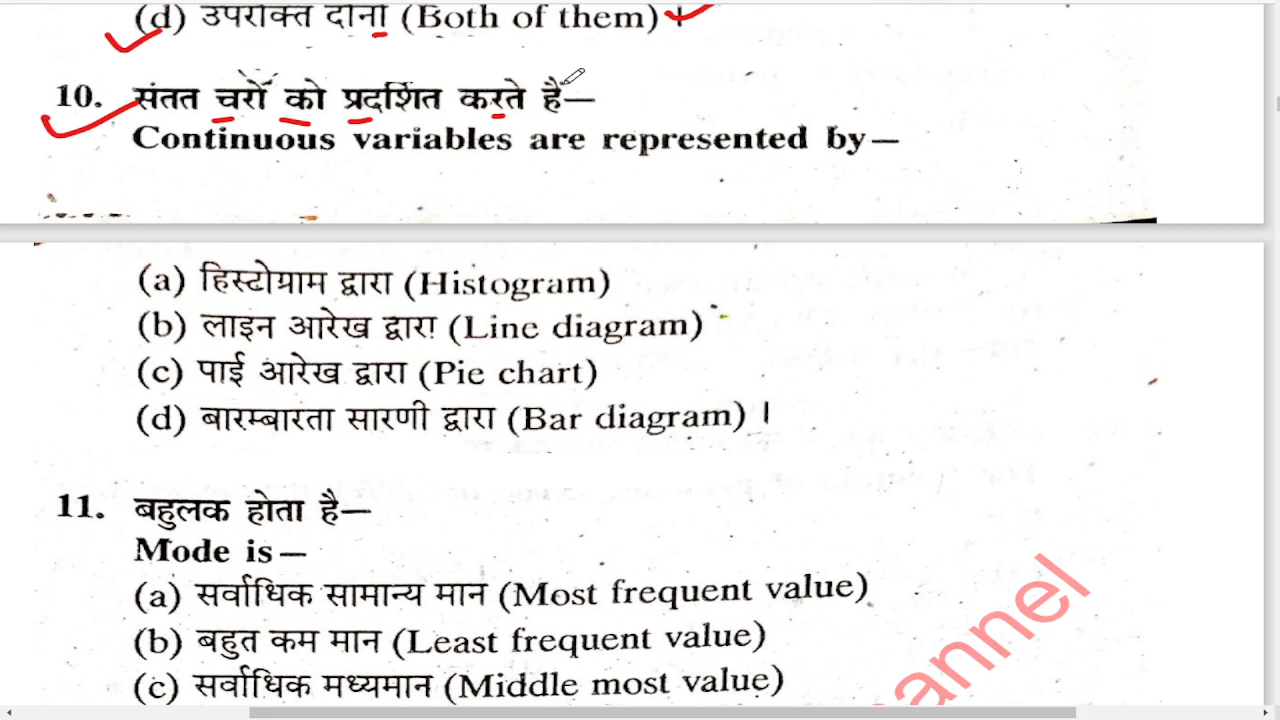 (d) उपरोक्त दोनों (Both of them) ।
10. संतत चरों को प्रदर्शित करते हैं—
Continuous variables are represented by—
(a) हिस्टोग्राम द्वारा (Histogram)
(b) लाइन आरेख द्वारा (Line diagram)
(c) पाई आरेख द्वारा (Pie chart)
(d) बारम्बारता सारणी द्वारा (Bar diagram) ।
11. बहुलक होता है—
Mode is—
(a) सर्वाधिक सामान्य मान (Most frequent value)
(b) बहुत कम मान (Least frequent value)
(c) सर्वाधिक मध्यमान (Middle most value)